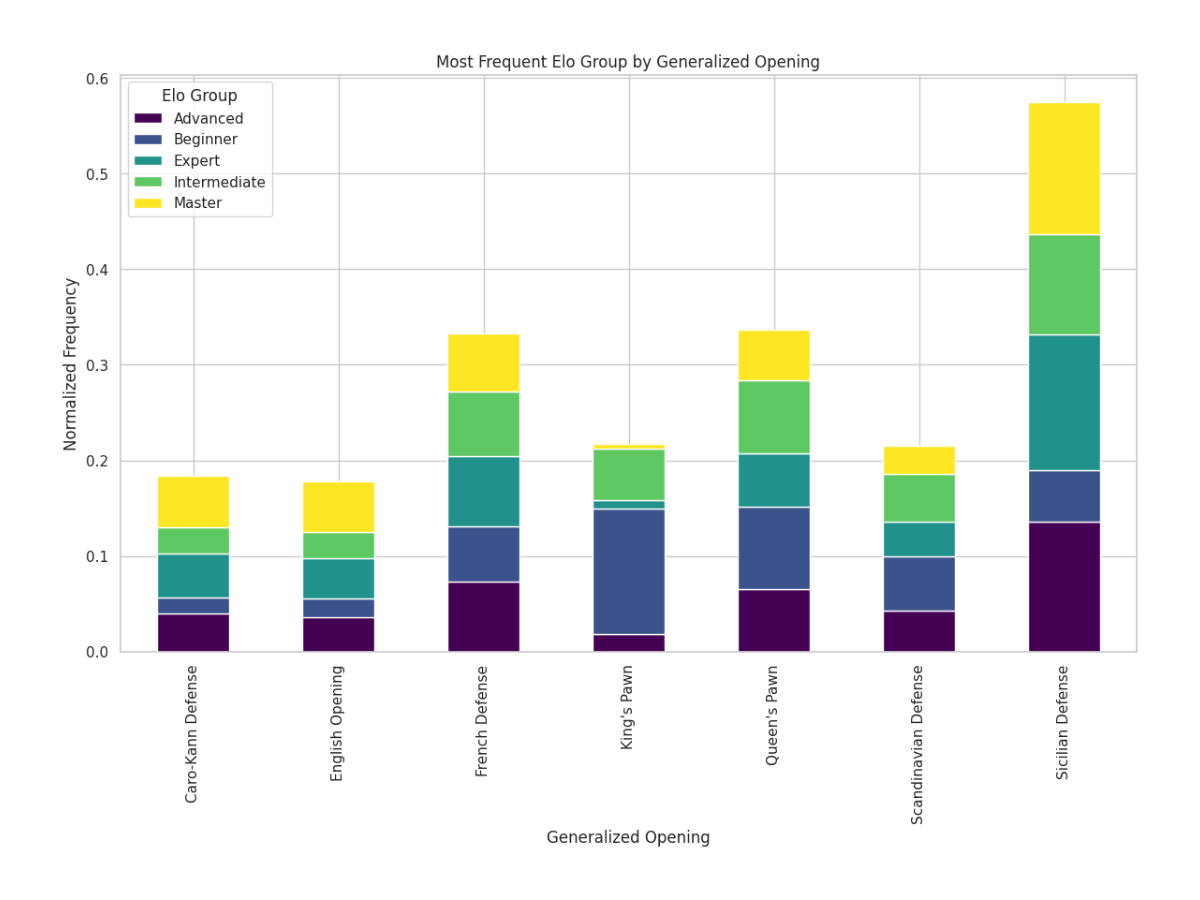 Most Frequent Elo Group by Generalized Opening
Elo Group
Advanced
Beginner
Expert
Intermediate
Master
Normalized Frequency
0.6
0.5
0.4
0.3
0.2
0.1
0.0
Caro-Kann Defense
English Opening
French Defense
King's Pawn
Queen's Pawn
Scandinavian Defense
Sicilian Defense
Generalized Opening